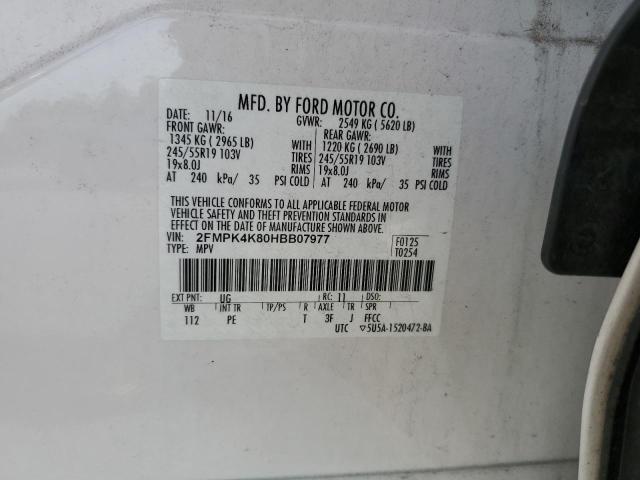 MFD. BY FORD MOTOR CO.
DATE: 11/16 GVWR: 2549 KG ( 5620 LB)
FRONT GAWR: REAR GAWR:
1345 KG ( 2965 LB) WITH 1220 KG ( 2690 LB) WITH
245/55R19 103V TIRES 245/55R19 103V TIRES
19x8.0J RIMS 19x8.0J RIMS
AT 240 kPa/ 35 PSI COLD AT 240 kPa/ 35 PSI COLD
THIS VEHICLE CONFORMS TO ALL APPLICABLE FEDERAL MOTOR
VEHICLE SAFETY AND THEFT PREVENTION STANDARDS IN
EFFECT ON THE DATE OF MANUFACTURE SHOWN ABOVE.
VIN: 2FMPK4K80HBB07977 F0125
TYPE: MPV T0254
EXT PNT: UG RC: 11 DSO:
WB INT TR TP/PS R AXLE TR SPR
112 PE T 3F J FFCC
UTC ▽5U5A-1520472-BA